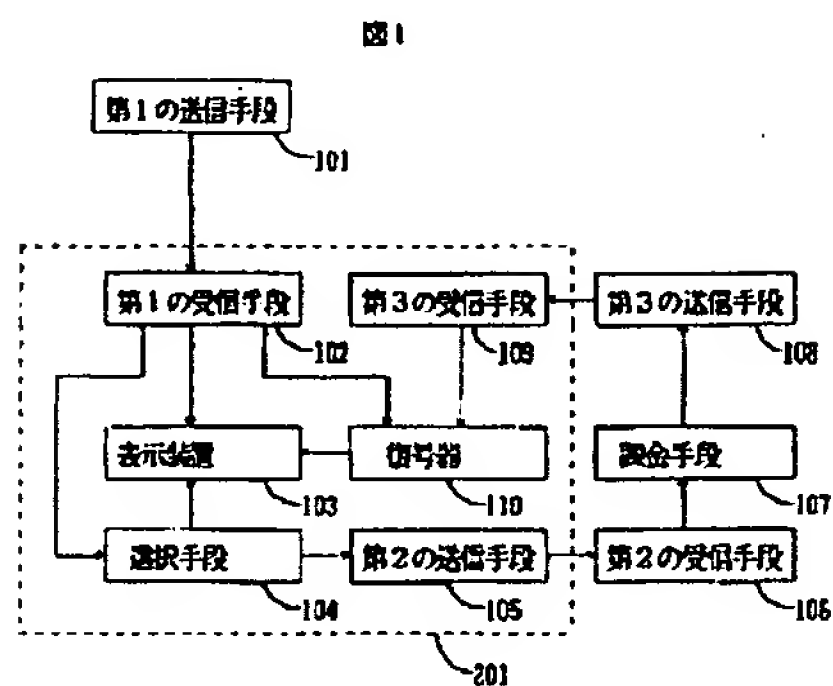 図1
第1の送信手段
101
第1の受信手段
102
第3の受信手段
109
第3の送信手段
108
表示装置
103
110
課金手段
107
選択手段
104
第2の送信手段
105
第2の受信手段
106
201